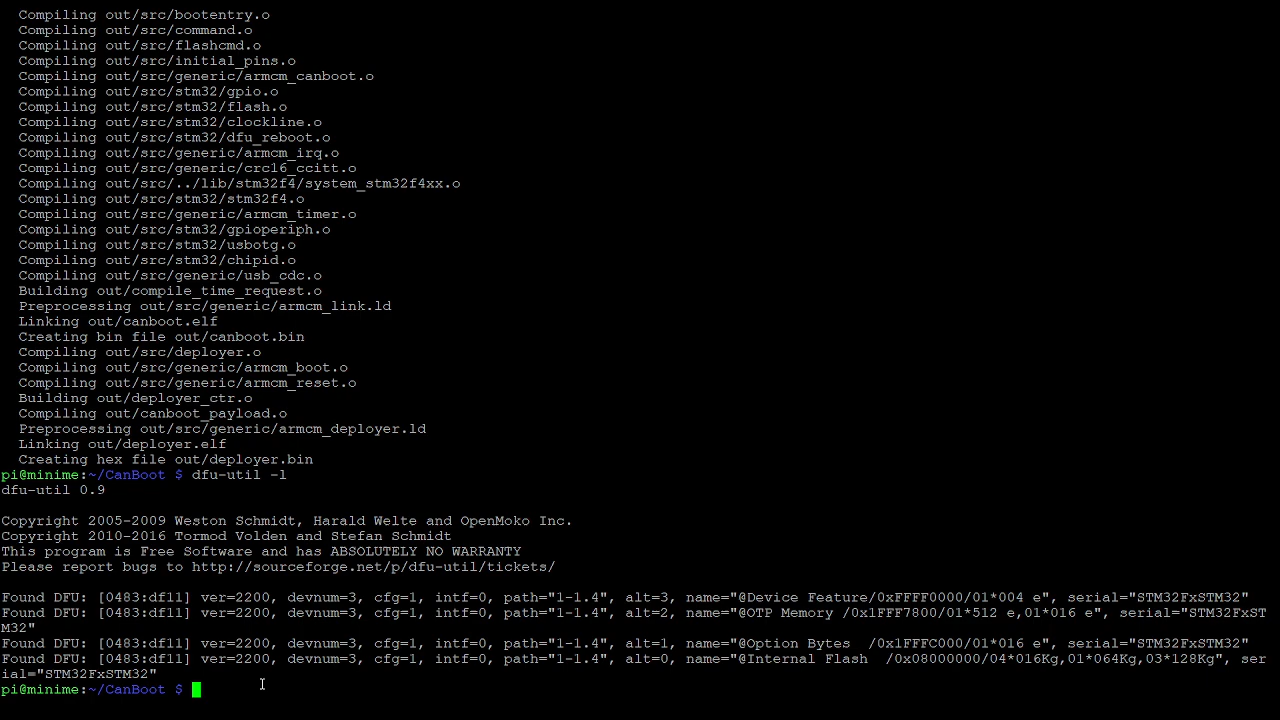 Compiling out/src/bootentry.o
Compiling out/src/command.o
Compiling out/src/flashcmd.o
Compiling out/src/initial_pins.o
Compiling out/src/generic/armcm_canboot.o
Compiling out/src/stm32/gpio.o
Compiling out/src/stm32/flash.o
Compiling out/src/stm32/clockline.o
Compiling out/src/stm32/dfu_reboot.o
Compiling out/src/generic/armcm_irq.o
Compiling out/src/generic/crc16_ccitt.o
Compiling out/src/../lib/stm32f4/system_stm32f4xx.o
Compiling out/src/stm32/stm32f4.o
Compiling out/src/generic/armcm_timer.o
Compiling out/src/stm32/gpioperiph.o
Compiling out/src/stm32/usbotg.o
Compiling out/src/stm32/chipid.o
Compiling out/src/generic/usb_cdc.o
Building out/compile_time_request.o
Preprocessing out/src/generic/armcm_link.ld
Linking out/canboot.elf
Creating bin file out/canboot.bin
Compiling out/src/deployer.o
Compiling out/src/generic/armcm_boot.o
Compiling out/src/generic/armcm_reset.o
Building out/deployer_ctr.o
Compiling out/canboot_payload.o
Preprocessing out/src/generic/armcm_deployer.ld
Linking out/deployer.elf
Creating hex file out/deployer.bin
pi@minime:~/CanBoot $ dfu-util -l
dfu-util 0.9
Copyright 2005-2009 Weston Schmidt, Harald Welte and OpenMoko Inc.
Copyright 2010-2016 Tormod Volden and Stefan Schmidt
This program is Free Software and has ABSOLUTELY NO WARRANTY
Please report bugs to http://sourceforge.net/p/dfu-util/tickets/
Found DFU: [0483:df11] ver=2200, devnum=3, cfg=1, intf=0, path="1-1.4", alt=3, name="@Device Feature/0xFFFF0000/01*004 e", serial="STM32FxSTM32"
Found DFU: [0483:df11] ver=2200, devnum=3, cfg=1, intf=0, path="1-1.4", alt=2, name="@OTP Memory /0x1FFF7800/01*512 e,01*016 e", serial="STM32FxST
M32"
Found DFU: [0483:df11] ver=2200, devnum=3, cfg=1, intf=0, path="1-1.4", alt=1, name="@Option Bytes  /0x1FFFC000/01*016 e", serial="STM32FxSTM32"
Found DFU: [0483:df11] ver=2200, devnum=3, cfg=1, intf=0, path="1-1.4", alt=0, name="@Internal Flash  /0x08000000/04*016Kg,01*064Kg,03*128Kg", ser
ial="STM32FxSTM32"
pi@minime:~/CanBoot $